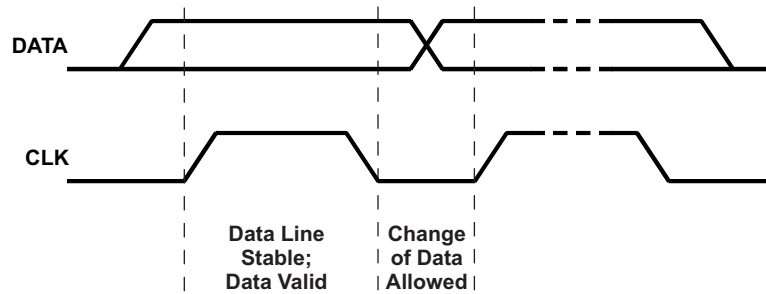 DATA
CLK
Data Line
Stable;
Data Valid
Change
of Data
Allowed